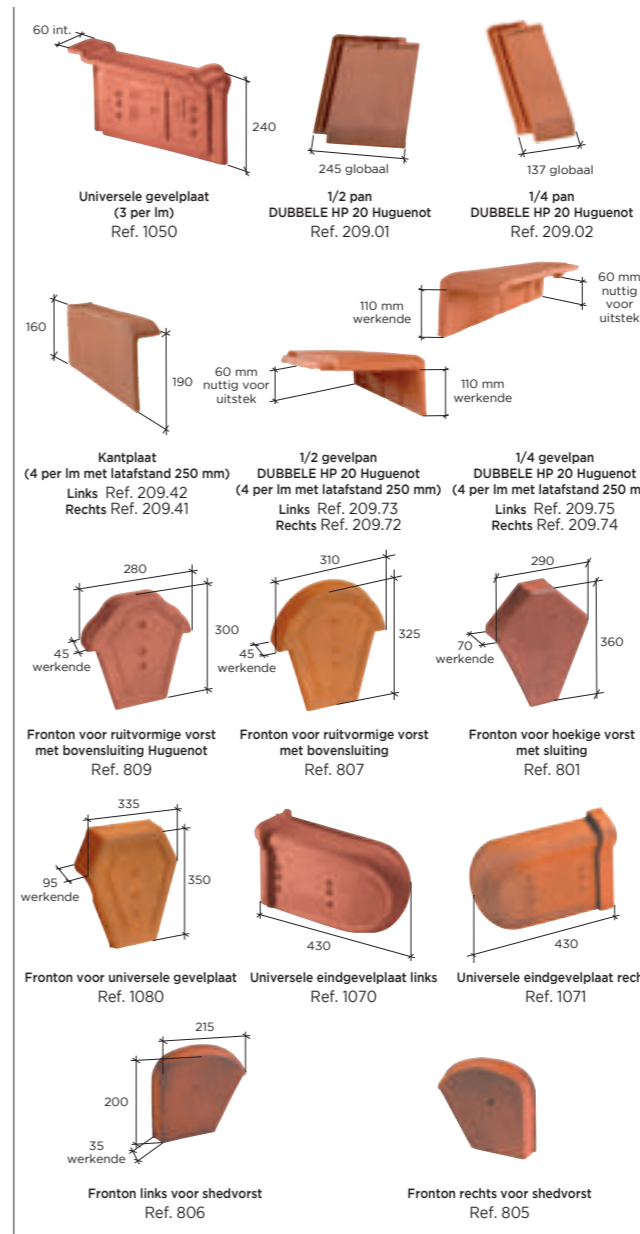 60 int.
240
245 globaal
137 globaal
Universele gevelplaat
(3 per lm)
Ref. 1050
1/2 pan
DUBBELE HP 20 Huguenot
Ref. 209.01
1/4 pan
DUBBELE HP 20 Huguenot
Ref. 209.02
160
190
60 mm
nuttig voor
uitstek
110 mm
werkende
110 mm
werkende
60 mm
nuttig
voor
uitstek
Kantplaat
(4 per lm met latafstand 250 mm)
Links Ref. 209.42
Rechts Ref. 209.41
1/2 gevelpan
DUBBELE HP 20 Huguenot
(4 per lm met latafstand 250 mm)
Links Ref. 209.73
Rechts Ref. 209.72
1/4 gevelpan
DUBBELE HP 20 Huguenot
(4 per lm met latafstand 250 m
Links Ref. 209.75
Rechts Ref. 209.74
280
300
45
werkende
310
325
45
werkende
290
360
70
werkende
Fronton voor ruitvormige vorst
met bovensluiting Huguenot
Ref. 809
Fronton voor ruitvormige vorst
met bovensluiting
Ref. 807
Fronton voor hoekige vorst
met sluiting
Ref. 801
335
350
95
werkende
430
430
Fronton voor universele gevelplaat
Ref. 1080
Universele eindgevelplaat links
Ref. 1070
Universele eindgevelplaat rech
Ref. 1071
215
200
35
werkende
Fronton links voor shedvorst
Ref. 806
Fronton rechts voor shedvorst
Ref. 805